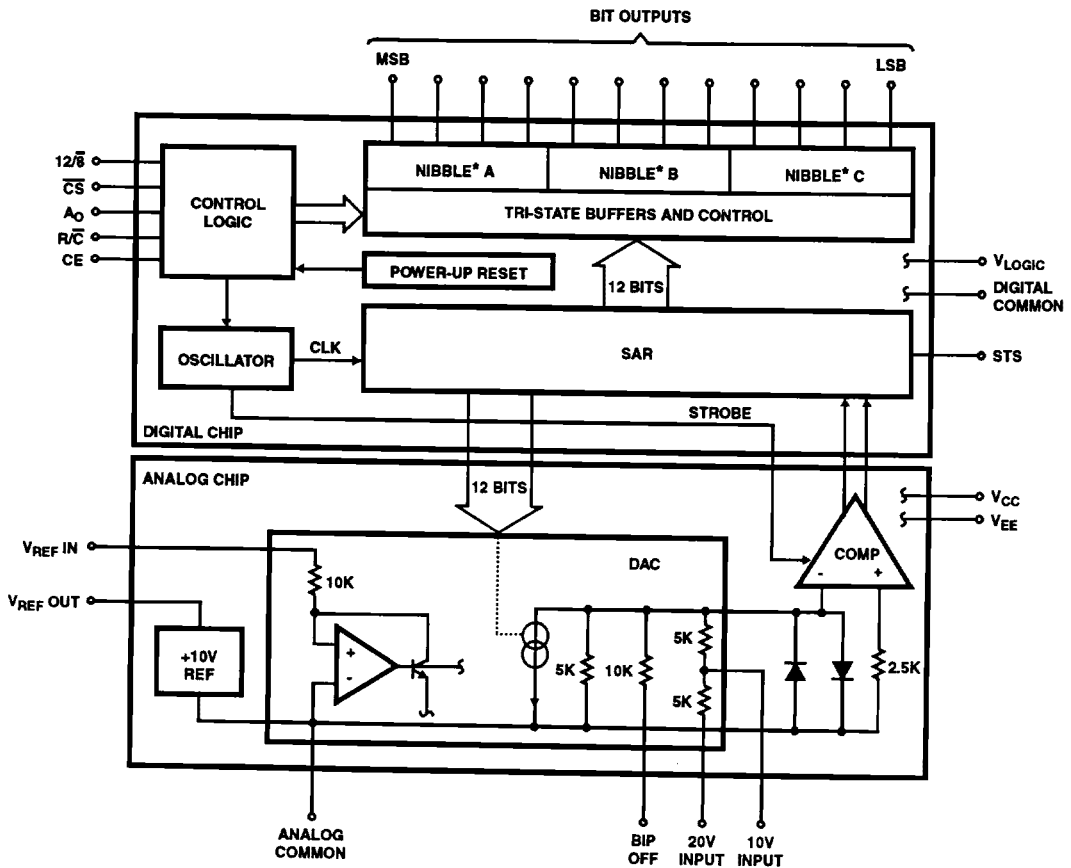 BIT OUTPUTS
MSB
LSB
12/8̅
C̅S̅
AO
R/C̅
CE
CONTROL
LOGIC
NIBBLE* A
NIBBLE* B
NIBBLE* C
TRI-STATE BUFFERS AND CONTROL
POWER-UP RESET
12 BITS
VLOGIC
DIGITAL
COMMON
OSCILLATOR
CLK
SAR
STS
STROBE
DIGITAL CHIP
ANALOG CHIP
12 BITS
VCC
VEE
COMP
-
+
VREF IN
10K
DAC
VREF OUT
+10V
REF
+
-
5K
10K
5K
5K
2.5K
ANALOG
COMMON
BIP
OFF
20V
INPUT
10V
INPUT